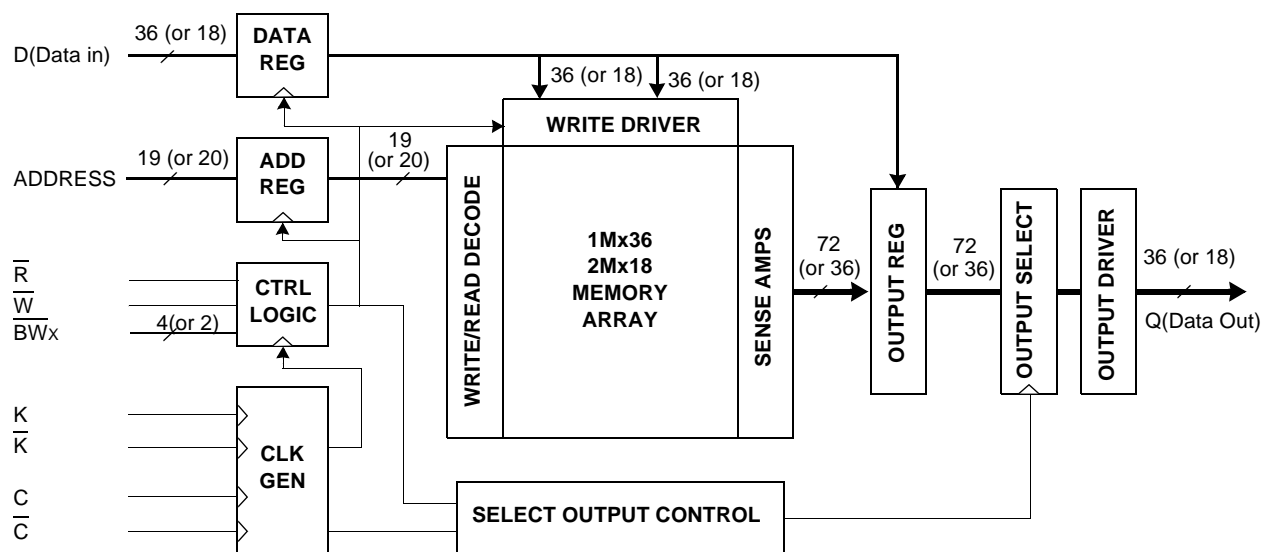 D(Data in)
36 (or 18)
DATA
REG
36 (or 18)
36 (or 18)
WRITE DRIVER
ADDRESS
19 (or 20)
ADD
REG
19
(or 20)
WRITE/READ DECODE
1Mx36
2Mx18
MEMORY
ARRAY
SENSE AMPS
72
(or 36)
OUTPUT REG
72
(or 36)
OUTPUT SELECT
OUTPUT DRIVER
36 (or 18)
Q(Data Out)
R̅
W̅
B̅W̅x
4(or 2)
CTRL
LOGIC
K
K̅
C
C̅
CLK
GEN
SELECT OUTPUT CONTROL